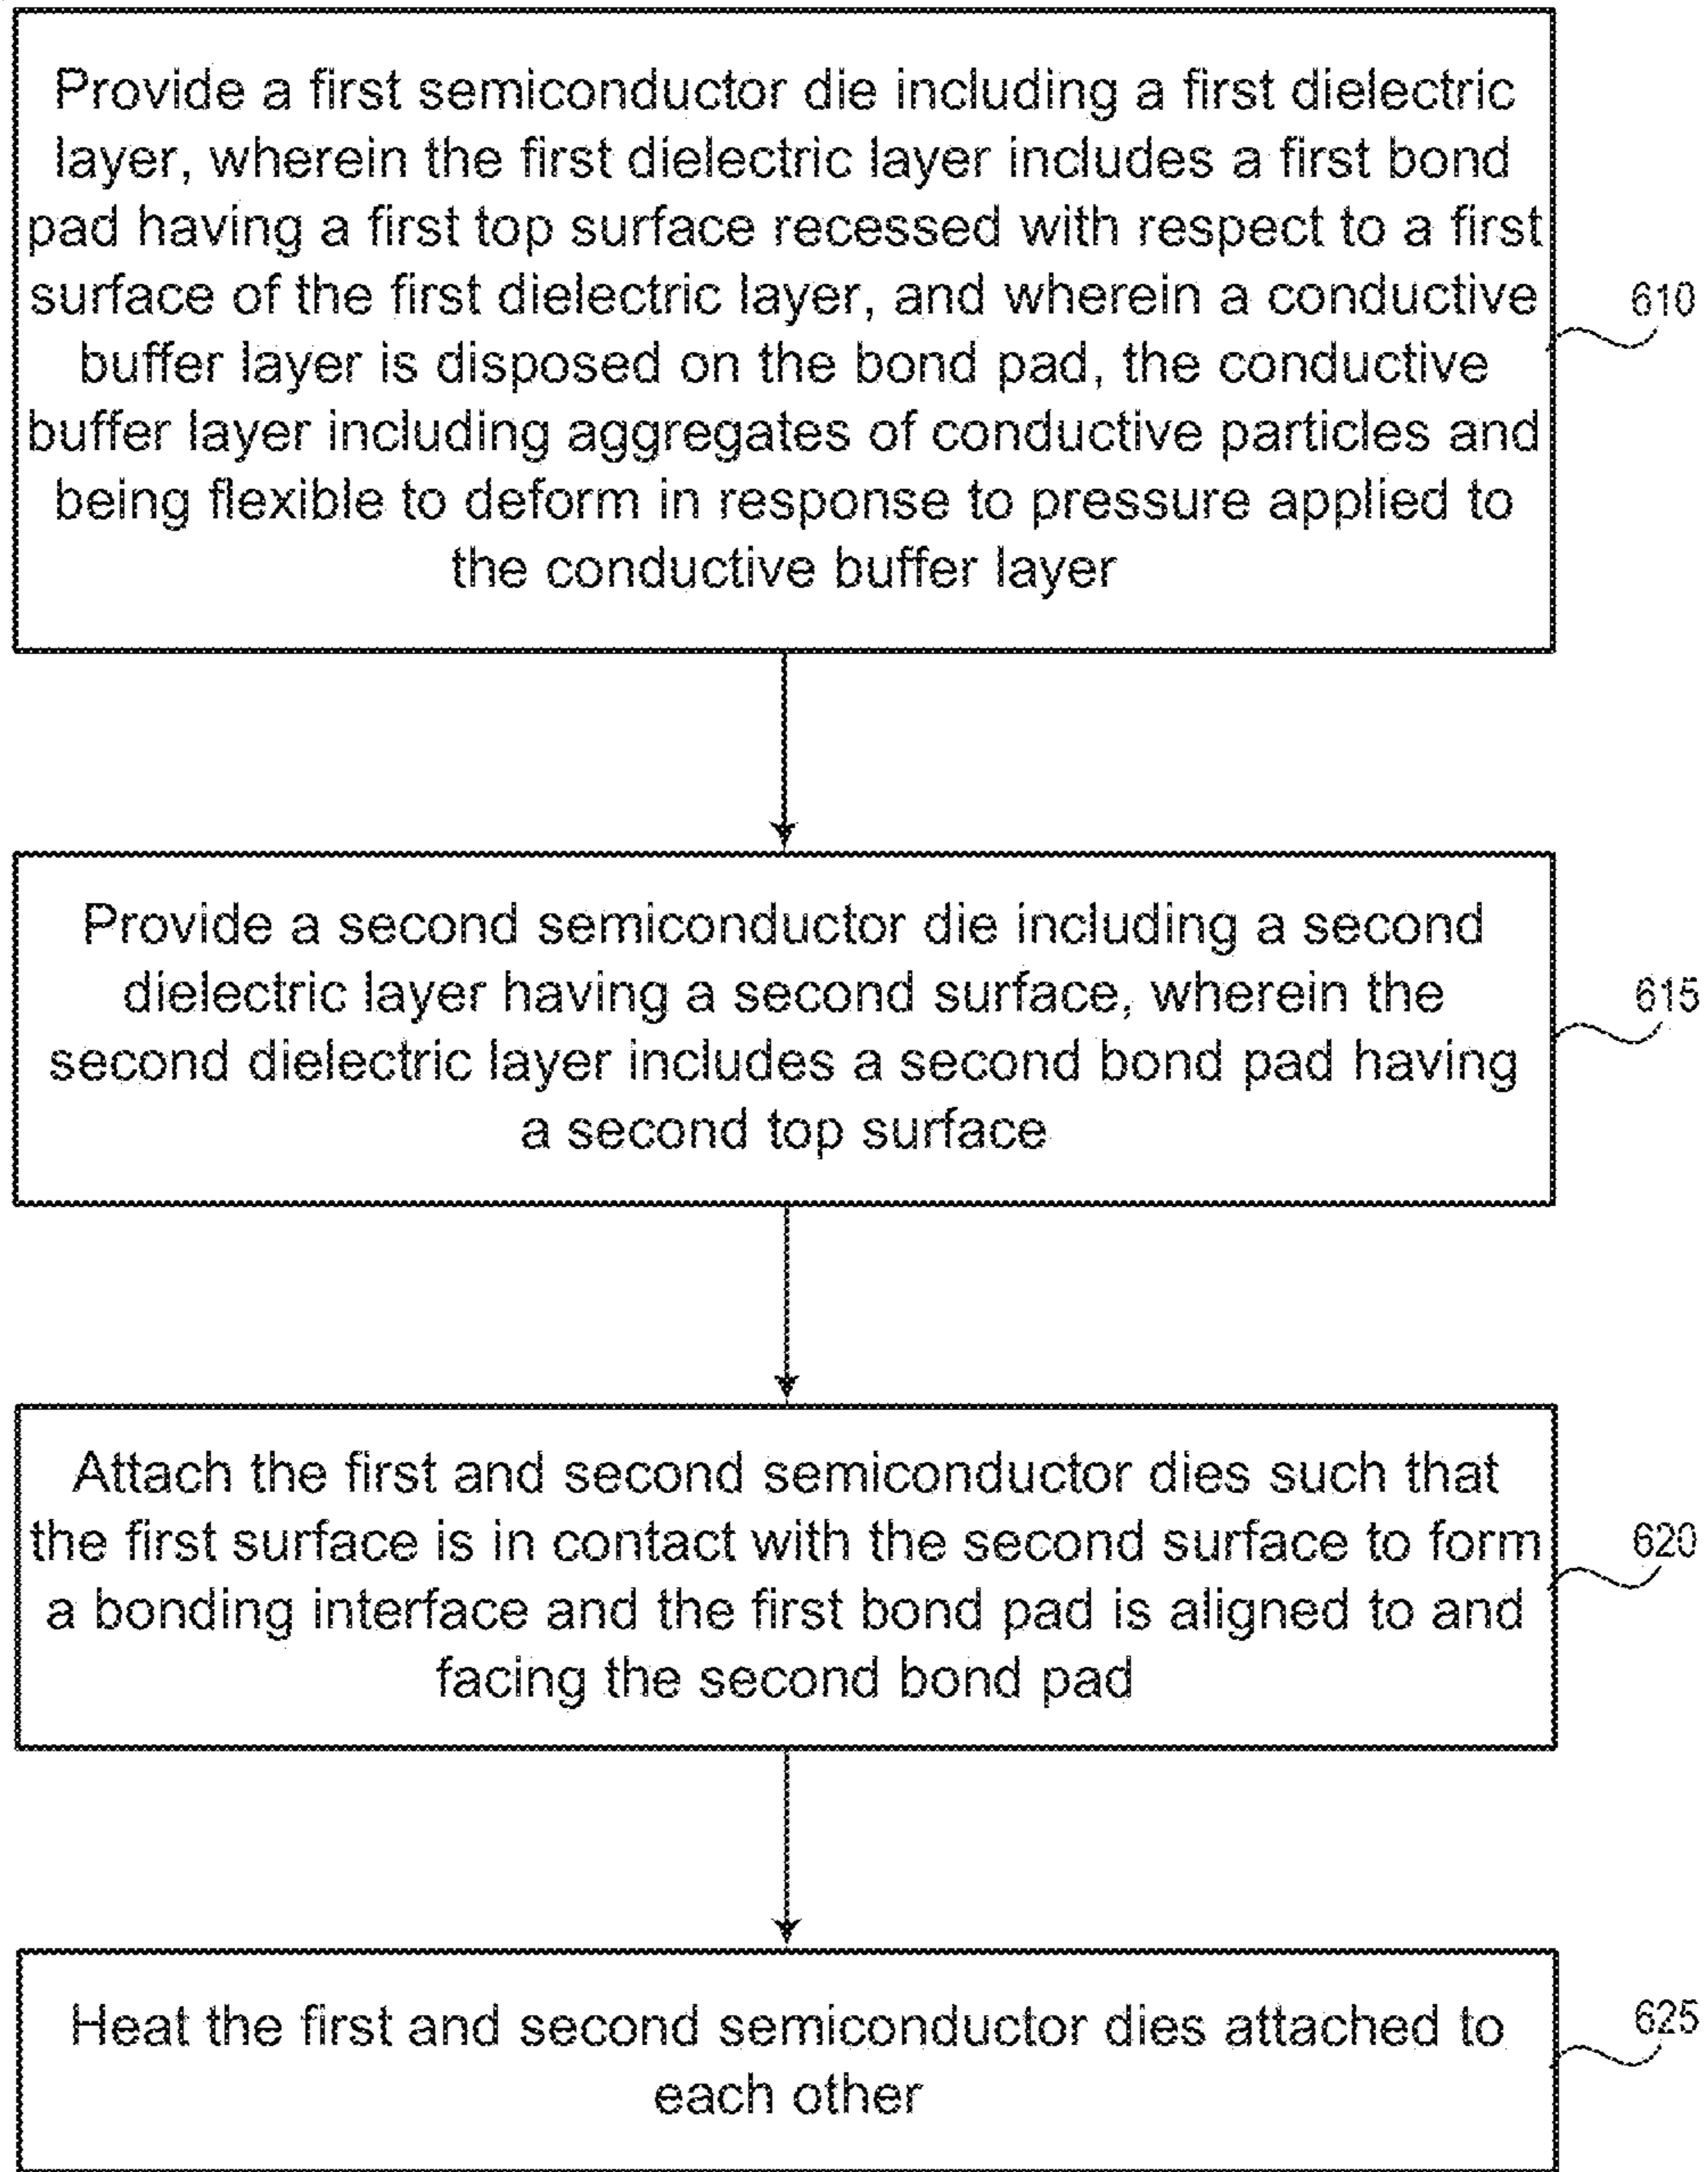 Provide a first semiconductor die including a first dielectric
layer, wherein the first dielectric layer includes a first bond
pad having a first top surface recessed with respect to a first
surface of the first dielectric layer, and wherein a conductive
buffer layer is disposed on the bond pad, the conductive
buffer layer including aggregates of conductive particles and
being flexible to deform in response to pressure applied to
the conductive buffer layer
610
Provide a second semiconductor die including a second
dielectric layer having a second surface, wherein the
second dielectric layer includes a second bond pad having
a second top surface
615
Attach the first and second semiconductor dies such that
the first surface is in contact with the second surface to form
a bonding interface and the first bond pad is aligned to and
facing the second bond pad
620
Heat the first and second semiconductor dies attached to
each other
625